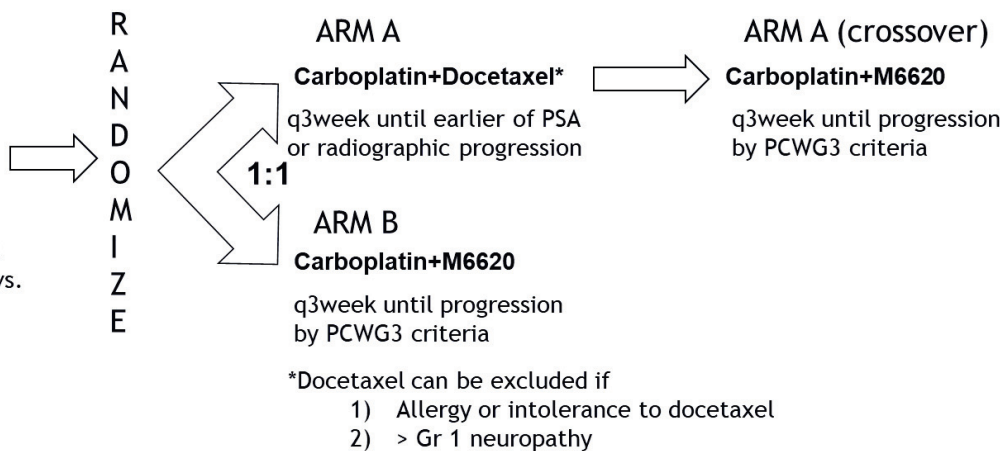 RANDOMIZE
ARM A
Carboplatin+Docetaxel*
q3week until earlier of PSA
or radiographic progression
ARM A (crossover)
Carboplatin+M6620
q3week until progression
by PCWG3 criteria
1:1
ARM B
Carboplatin+M6620
q3week until progression
by PCWG3 criteria
*Docetaxel can be excluded if
1) Allergy or intolerance to docetaxel
2) > Gr 1 neuropathy